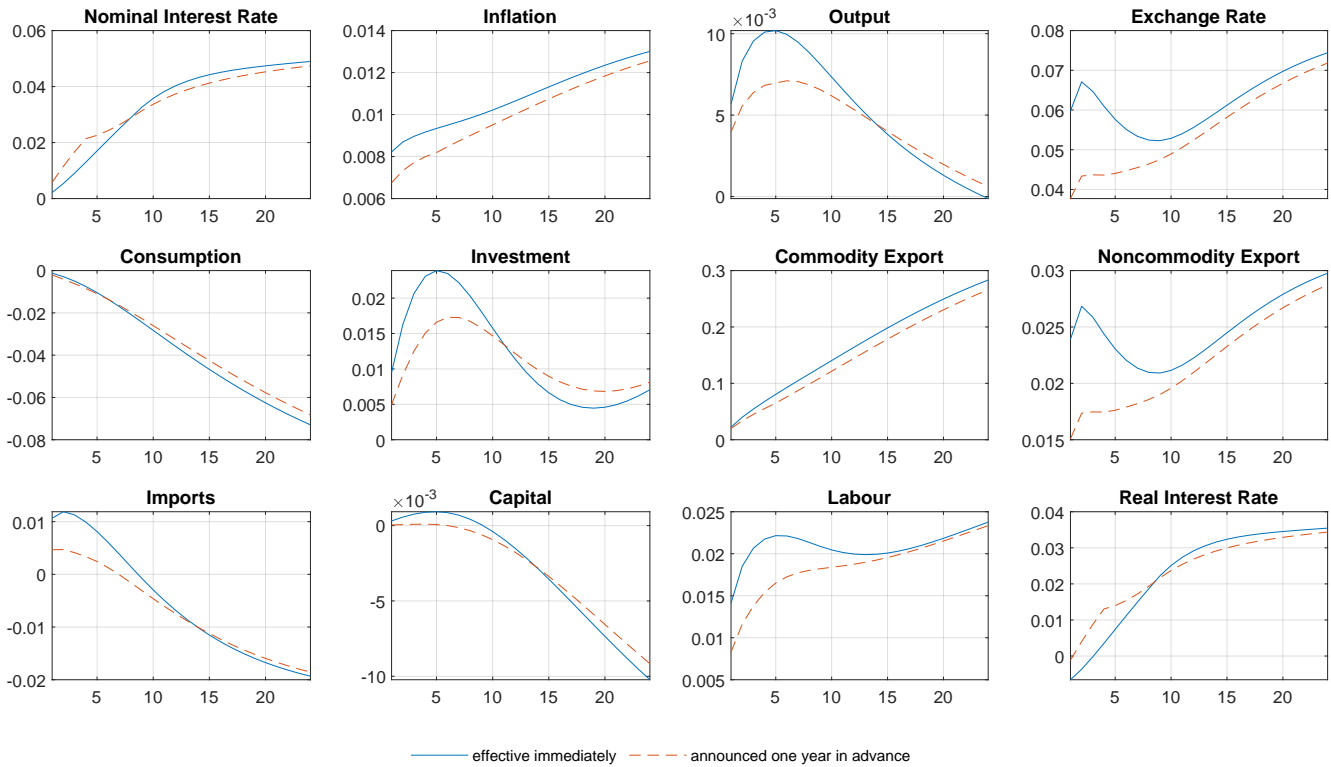 Nominal Interest Rate
0.06
0.04
0.02
0
5 10 15 20
Inflation
0.014
0.012
0.01
0.008
0.006
5 10 15 20
Output
×10-3
10
5
0
5 10 15 20
Exchange Rate
0.08
0.07
0.06
0.05
0.04
5 10 15 20
Consumption
0
-0.02
-0.04
-0.06
-0.08
5 10 15 20
Investment
0.02
0.015
0.01
0.005
0
5 10 15 20
Commodity Export
0.3
0.2
0.1
0
5 10 15 20
Noncommodity Export
0.03
0.025
0.02
0.015
5 10 15 20
Imports
0.01
0
-0.01
-0.02
5 10 15 20
Capital
×10-3
0
-5
-10
5 10 15 20
Labour
0.025
0.02
0.015
0.01
0.005
5 10 15 20
Real Interest Rate
0.04
0.03
0.02
0.01
0
5 10 15 20
effective immediately announced one year in advance